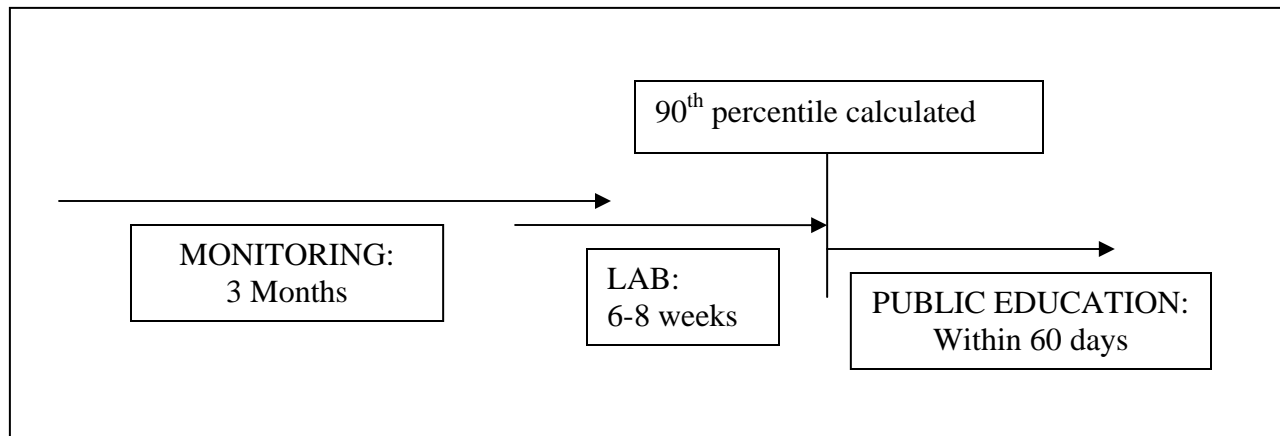 90th percentile calculated
MONITORING:
3 Months
LAB:
6-8 weeks
PUBLIC EDUCATION:
Within 60 days